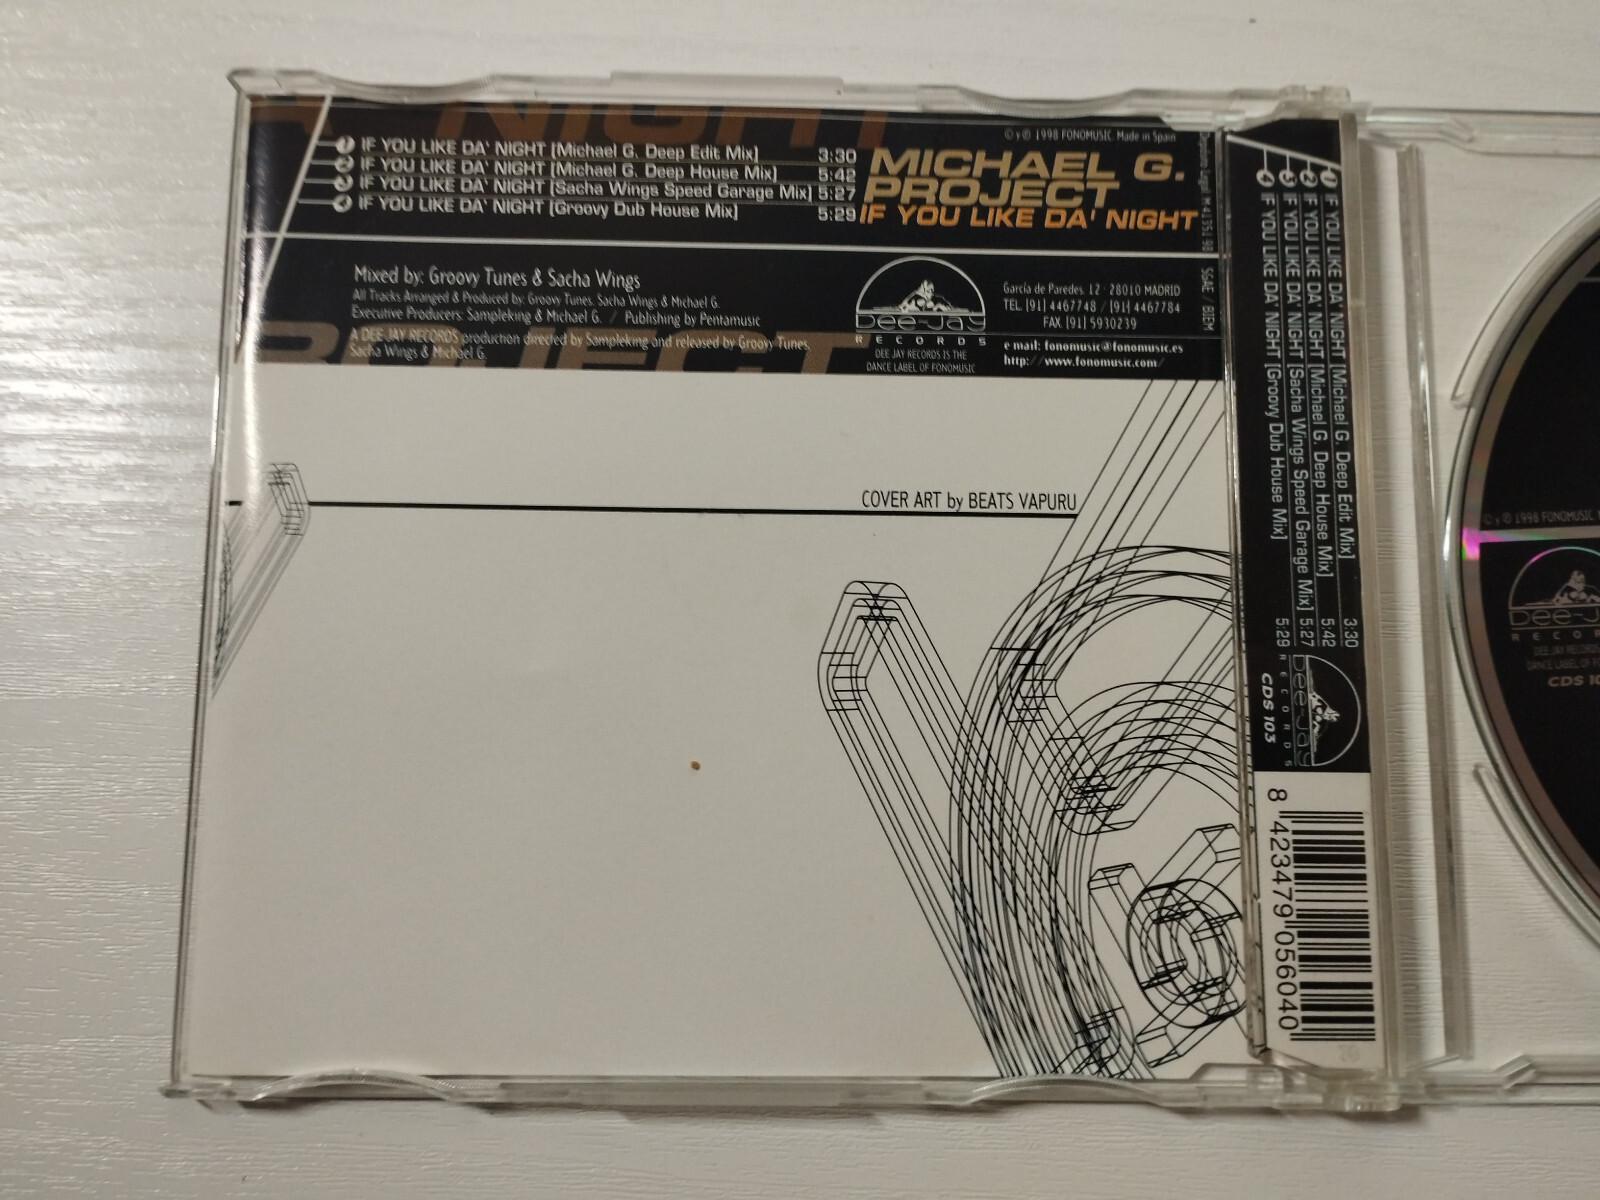 A NIGHT
© y ℗ 1998 FONOMUSIC. Made in Spain
1 IF YOU LIKE DA' NIGHT [Michael G. Deep Edit Mix] 3:30
2 IF YOU LIKE DA' NIGHT [Michael G. Deep House Mix] 5:42
3 IF YOU LIKE DA' NIGHT [Sacha Wings Speed Garage Mix] 5:27
4 IF YOU LIKE DA' NIGHT [Groovy Dub House Mix] 5:29
MICHAEL G.
PROJECT
IF YOU LIKE DA' NIGHT
SGAE / BIEM
Mixed by: Groovy Tunes & Sacha Wings
All Tracks Arranged & Produced by: Groovy Tunes. Sacha Wings & Michael G.
Executive Producers: Sampleking & Michael G. / Publishing by Pentamusic
A DEE JAY RECORDS production directed by Sampleking and released by Groovy Tunes.
Sacha Wings & Michael G.
Dee-Jay
RECORDS
DEE JAY RECORDS IS THE
DANCE LABEL OF FONOMUSIC
García de Paredes. 12 · 28010 MADRID
TEL [91] 4467748 / [91] 4467784
FAX [91] 5930239
e mail: fonomusic@fonomusic.es
http://www.fonomusic.com/
COVER ART by BEATS VAPURU
1 IF YOU LIKE DA' NIGHT [Michael G. Deep Edit Mix] 3:30
2 IF YOU LIKE DA' NIGHT [Michael G. Deep House Mix] 5:42
3 IF YOU LIKE DA' NIGHT [Sacha Wings Speed Garage Mix] 5:27
4 IF YOU LIKE DA' NIGHT [Groovy Dub House Mix] 5:29
Dee-Jay
RECORDS
CDS 103
8 423479 056040
© y ℗ 1998 FONOMUSIC
RECOR
DEE JAY RECORDS
DANCE LABEL OF